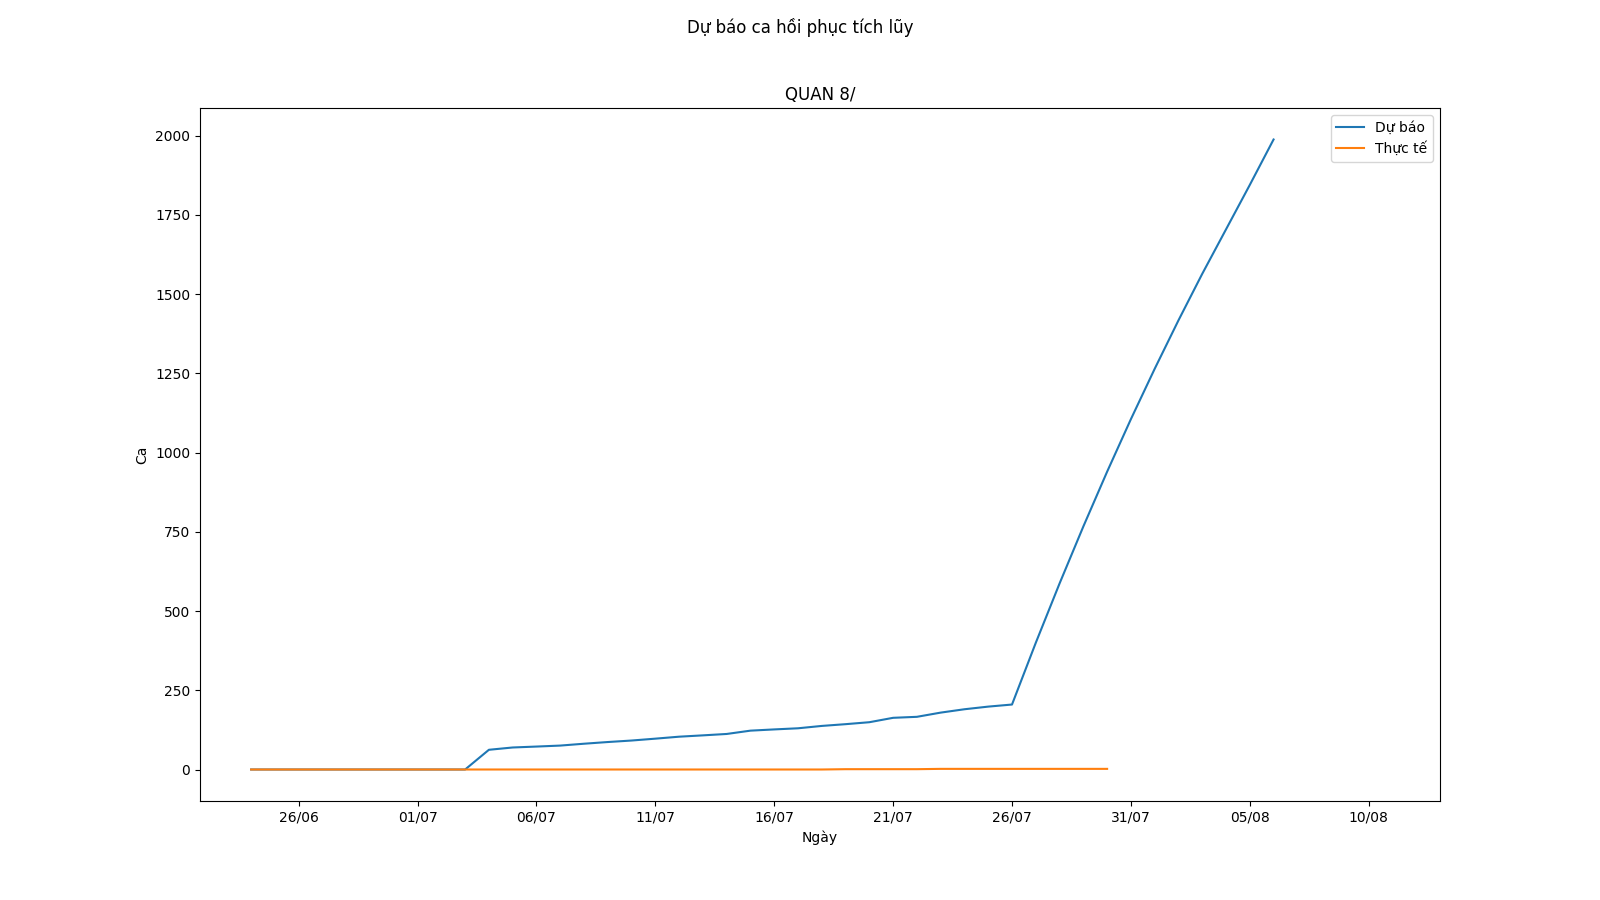 Dự báo ca hồi phục tích lũy
QUAN 8/
Dự báo
Thực tế
2000
1750
1500
1250
1000
750
500
250
0
Ca
26/06 01/07 06/07 11/07 16/07 21/07 26/07 31/07 05/08 10/08
Ngày